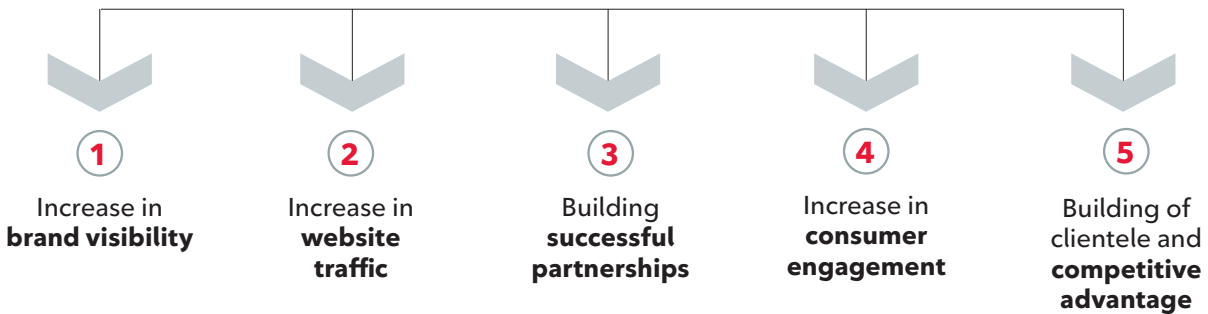 1
Increase in
brand visibility
2
Increase in
website
traffic
3
Building
successful
partnerships
4
Increase in
consumer
engagement
5
Building of
clientele and
competitive
advantage